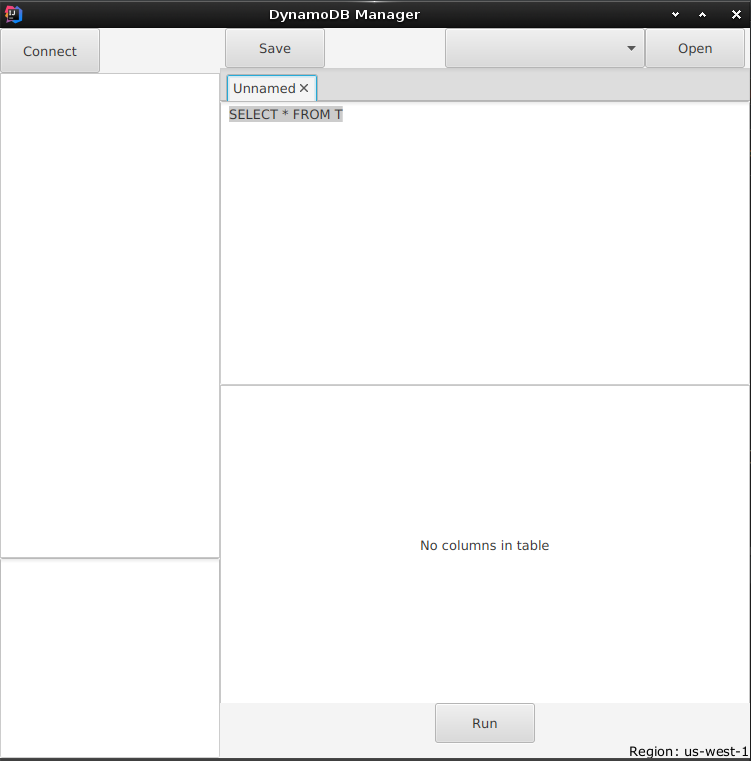 DynamoDB Manager
Connect
Save
Open
Unnamed
SELECT * FROM T
No columns in table
Run
Region: us-west-1